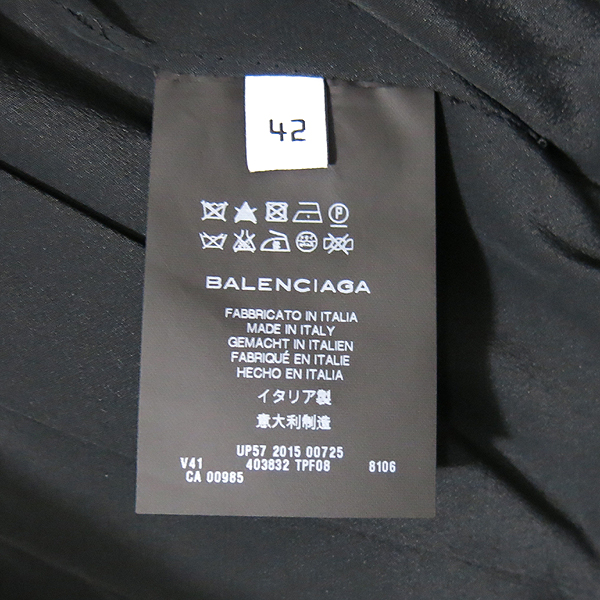 42
P
BALENCIAGA
FABBRICATO IN ITALIA
MADE IN ITALY
GEMACHT IN ITALIEN
FABRIQUÉ EN ITALIE
HECHO EN ITALIA
イタリア製
意大利制造
UP57 2015 00725
V41 403832 TPF08 8106
CA 00985